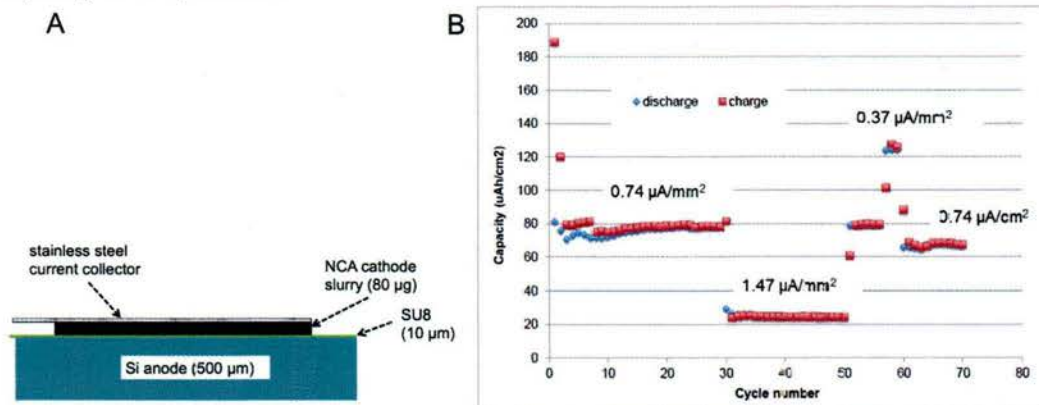 A
stainless steel
current collector
NCA cathode
slurry (80 µg)
SU8
(10 µm)
Si anode (500 µm)
B
200
180
160
140
120
100
80
60
40
20
0
Capacity (uAh/cm2)
discharge charge
0.37 µA/mm²
0.74 µA/mm²
0.74 µA/cm²
1.47 µA/mm²
0 10 20 30 40 50 60 70 80
Cycle number